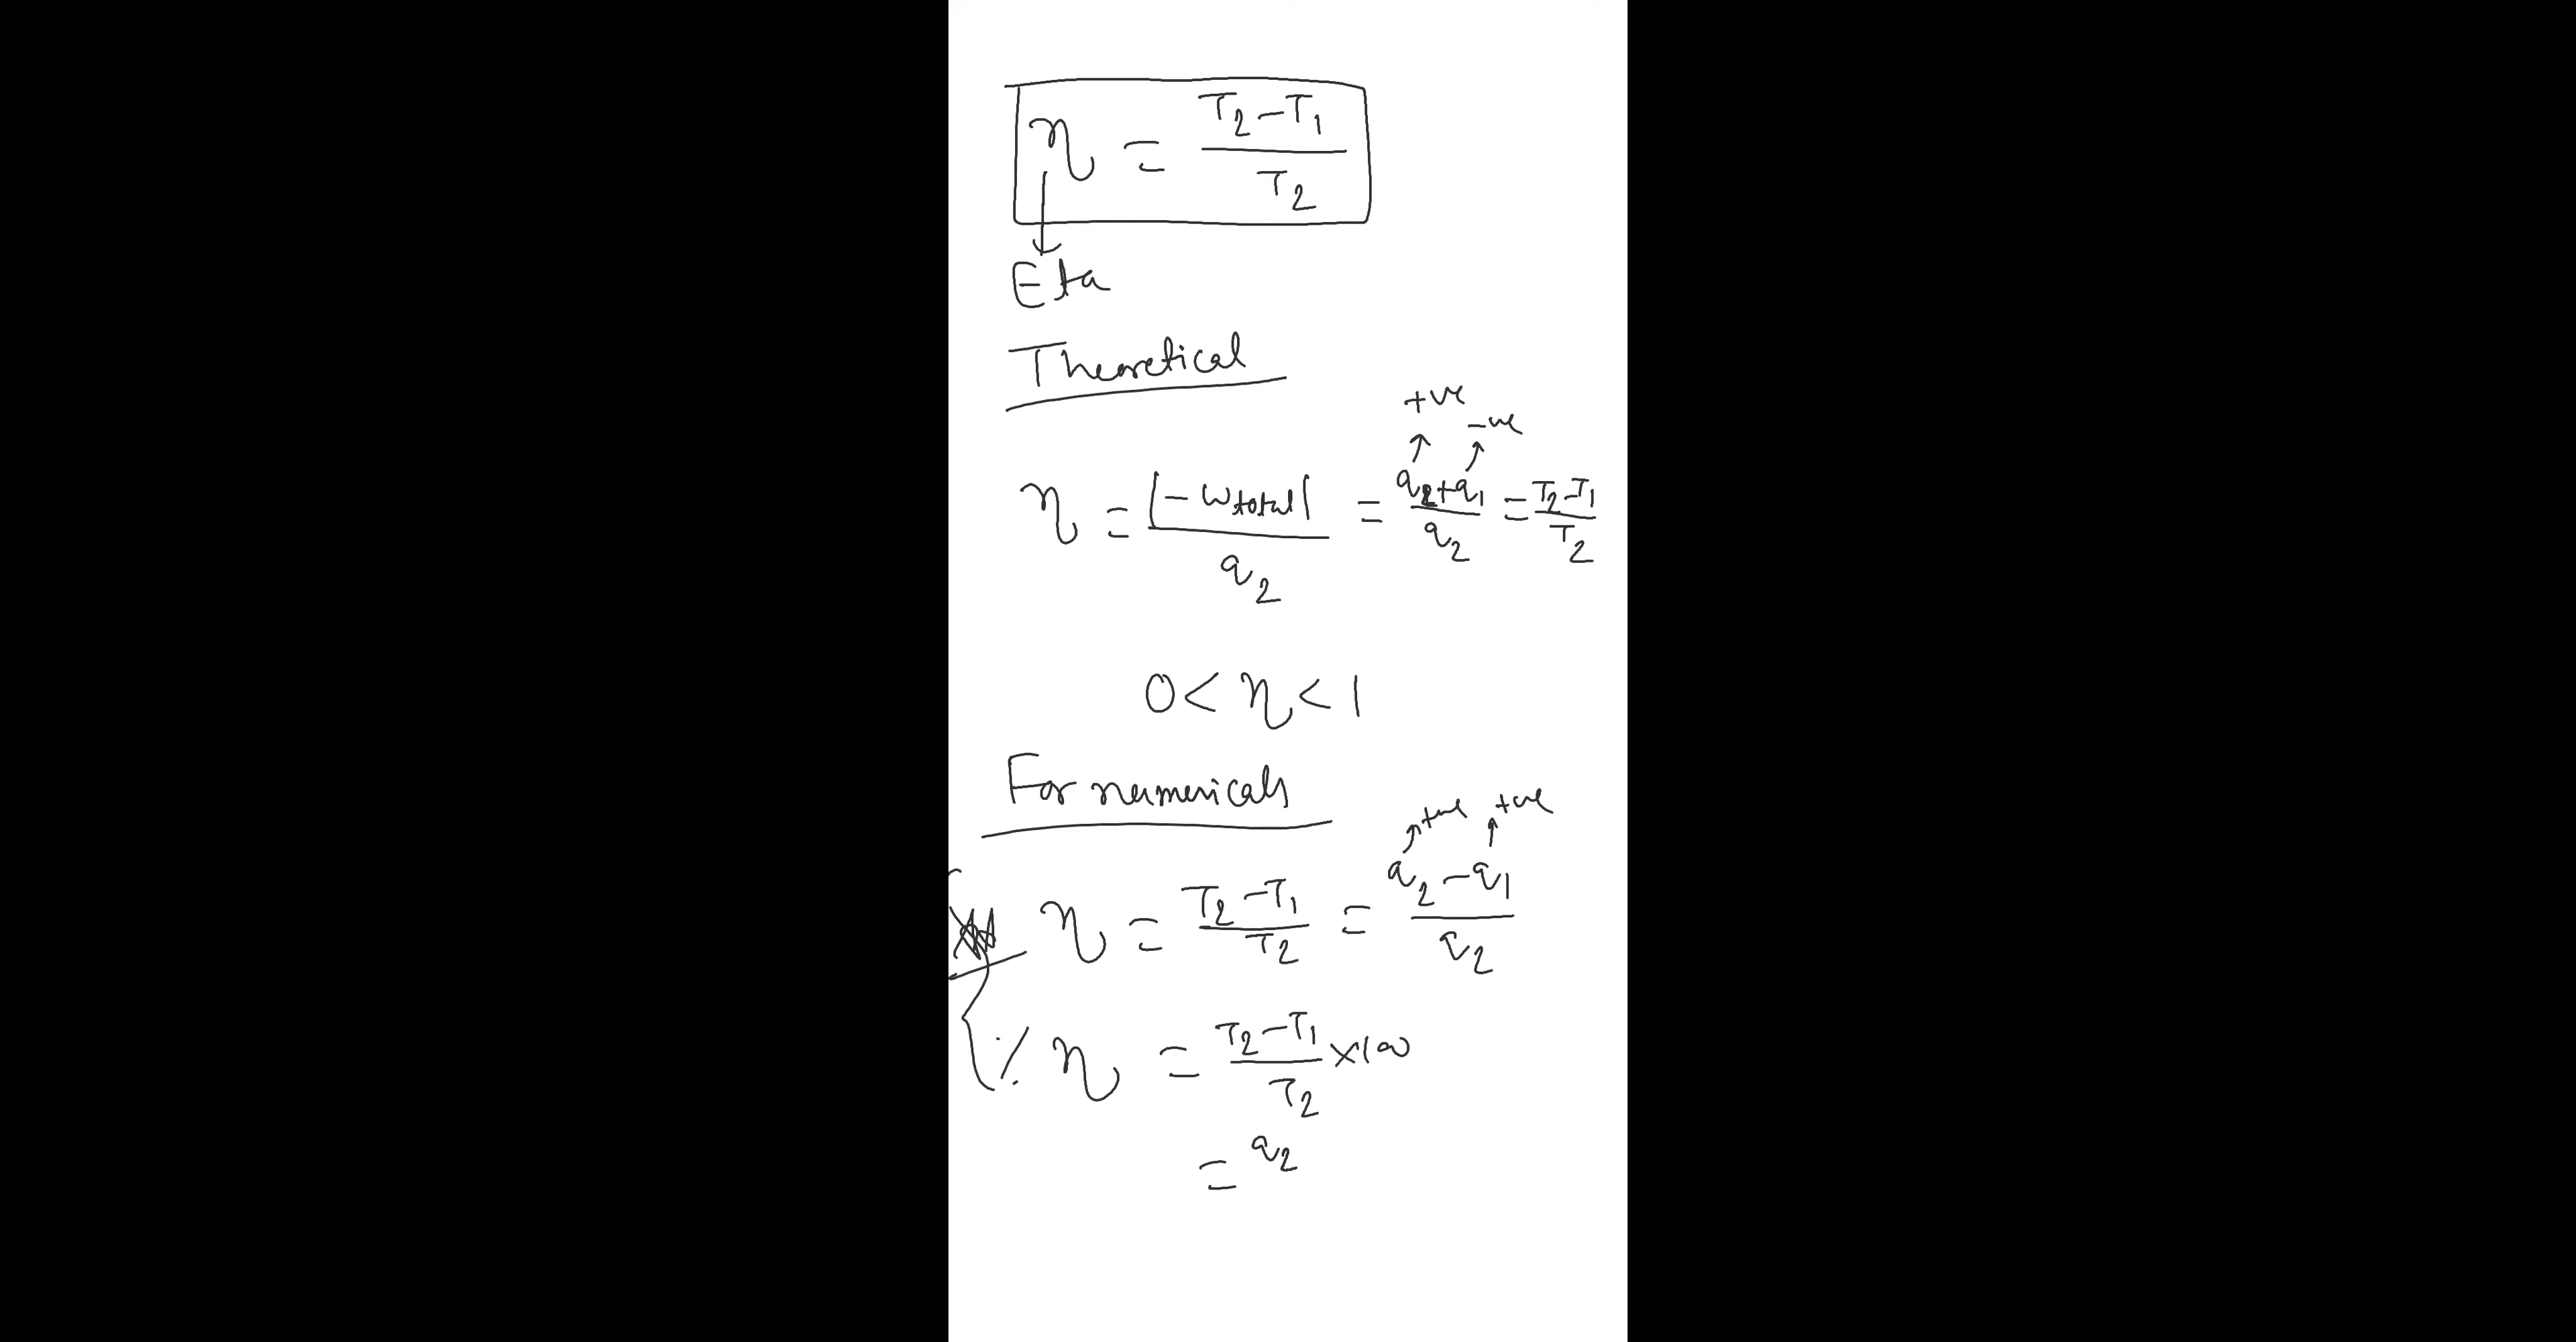 η = (T₂ − T₁) / T₂
Eta
Theoretical
+ve
−ve
η = |−w_total| / q₂ = (q₂ + q₁) / q₂ = (T₂ − T₁) / T₂
0 < η < 1
For numericals
+ve +ve
η = (T₂ − T₁) / T₂ = (q₂ − q₁) / q₂
% η = (T₂ − T₁) / T₂ × 100
= q₂